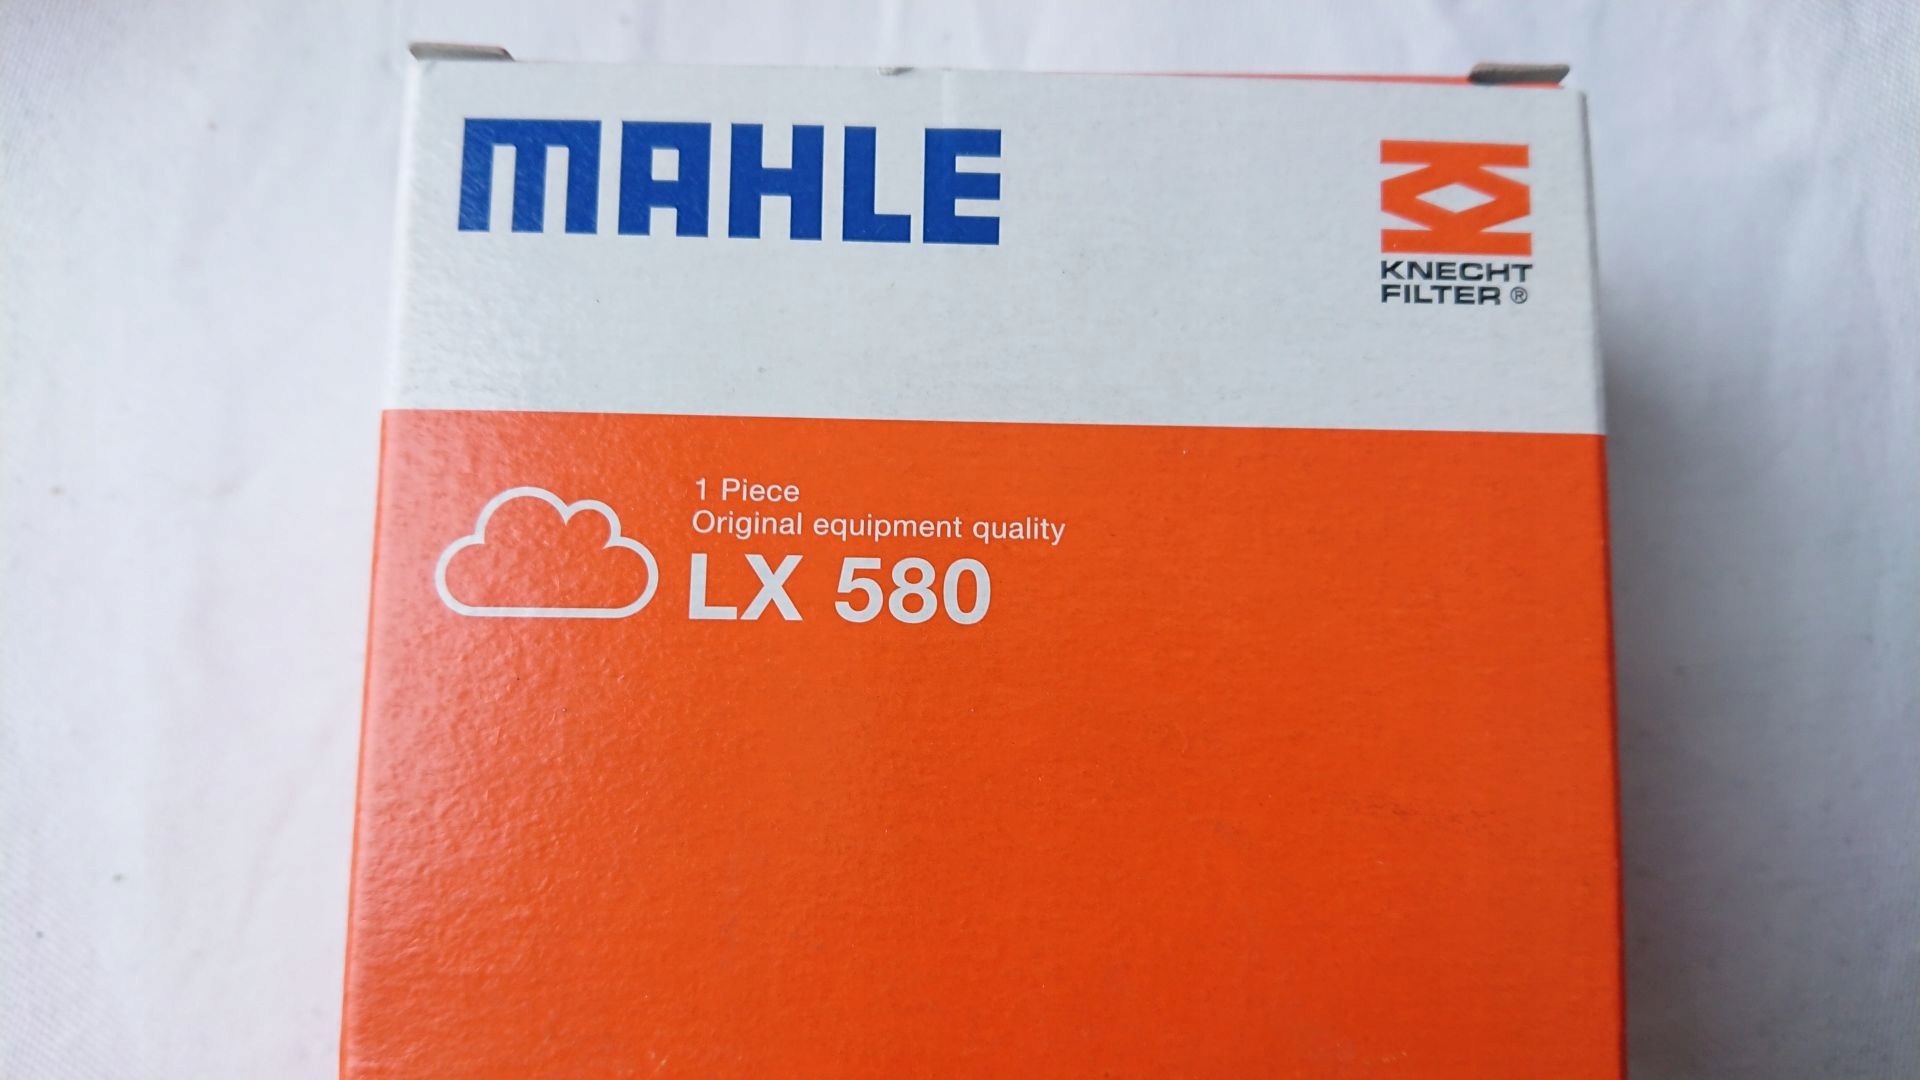 MAHLE
KNECHT
FILTER ®
1 Piece
Original equipment quality
LX 580